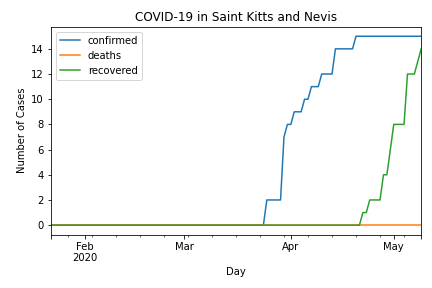 COVID-19 in Saint Kitts and Nevis
confirmed
deaths
recovered
Number of Cases
14
12
10
8
6
4
2
0
Feb
2020
Mar
Apr
May
Day